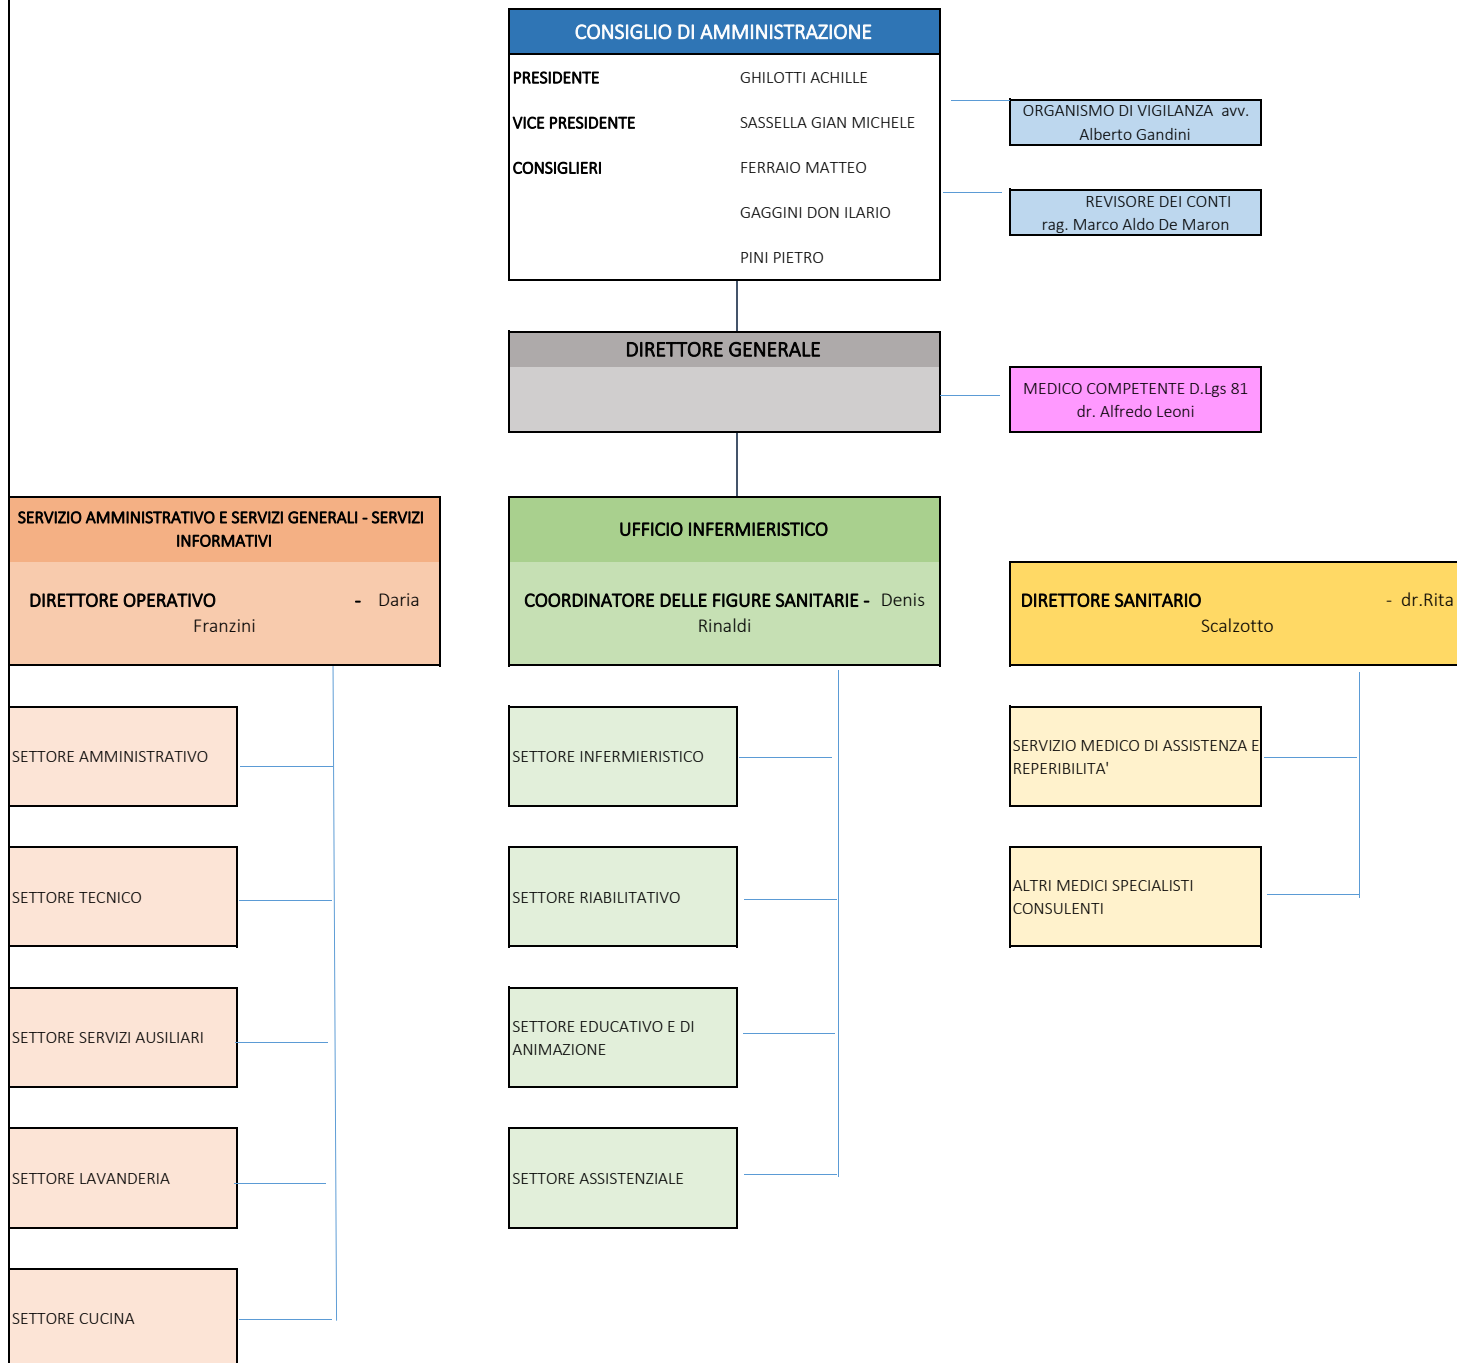 CONSIGLIO DI AMMINISTRAZIONE
PRESIDENTE GHILOTTI ACHILLE
VICE PRESIDENTE SASSELLA GIAN MICHELE
CONSIGLIERI FERRAIO MATTEO
GAGGINI DON ILARIO
PINI PIETRO
ORGANISMO DI VIGILANZA avv.
Alberto Gandini
REVISORE DEI CONTI
rag. Marco Aldo De Maron
DIRETTORE GENERALE
MEDICO COMPETENTE D.Lgs 81
dr. Alfredo Leoni
SERVIZIO AMMINISTRATIVO E SERVIZI GENERALI - SERVIZI
INFORMATIVI
DIRETTORE OPERATIVO - Daria
Franzini
SETTORE AMMINISTRATIVO
SETTORE TECNICO
SETTORE SERVIZI AUSILIARI
SETTORE LAVANDERIA
SETTORE CUCINA
UFFICIO INFERMIERISTICO
COORDINATORE DELLE FIGURE SANITARIE - Denis
Rinaldi
SETTORE INFERMIERISTICO
SETTORE RIABILITATIVO
SETTORE EDUCATIVO E DI
ANIMAZIONE
SETTORE ASSISTENZIALE
DIRETTORE SANITARIO - dr.Rita
Scalzotto
SERVIZIO MEDICO DI ASSISTENZA E
REPERIBILITA'
ALTRI MEDICI SPECIALISTI
CONSULENTI